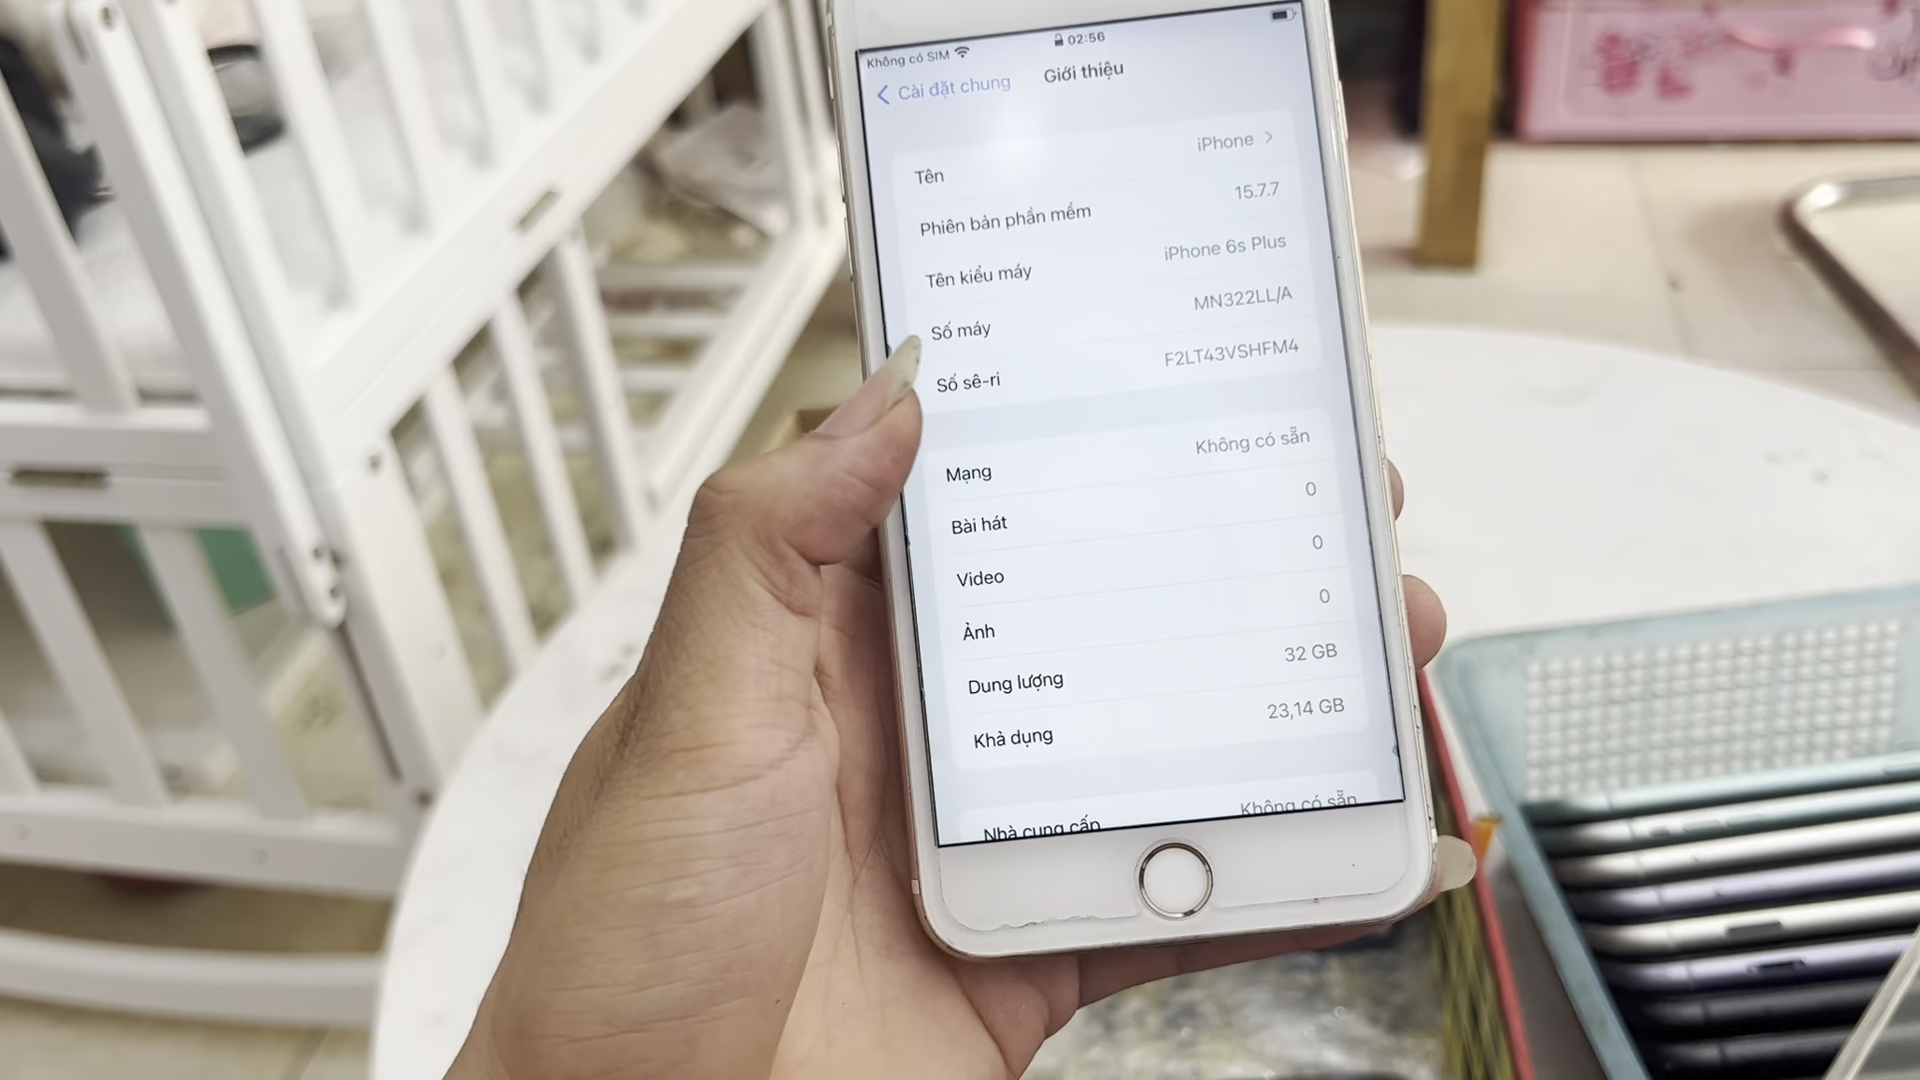 Không có SIM
02:56
Cài đặt chung
Giới thiệu
Tên
iPhone
Phiên bản phần mềm
15.7.7
Tên kiểu máy
iPhone 6s Plus
Số máy
MN322LL/A
Số sê-ri
F2LT43VSHFM4
Mạng
Không có sẵn
Bài hát
0
Video
0
Ảnh
0
Dung lượng
32 GB
Khả dụng
23,14 GB
Nhà cung cấp
Không có sẵn